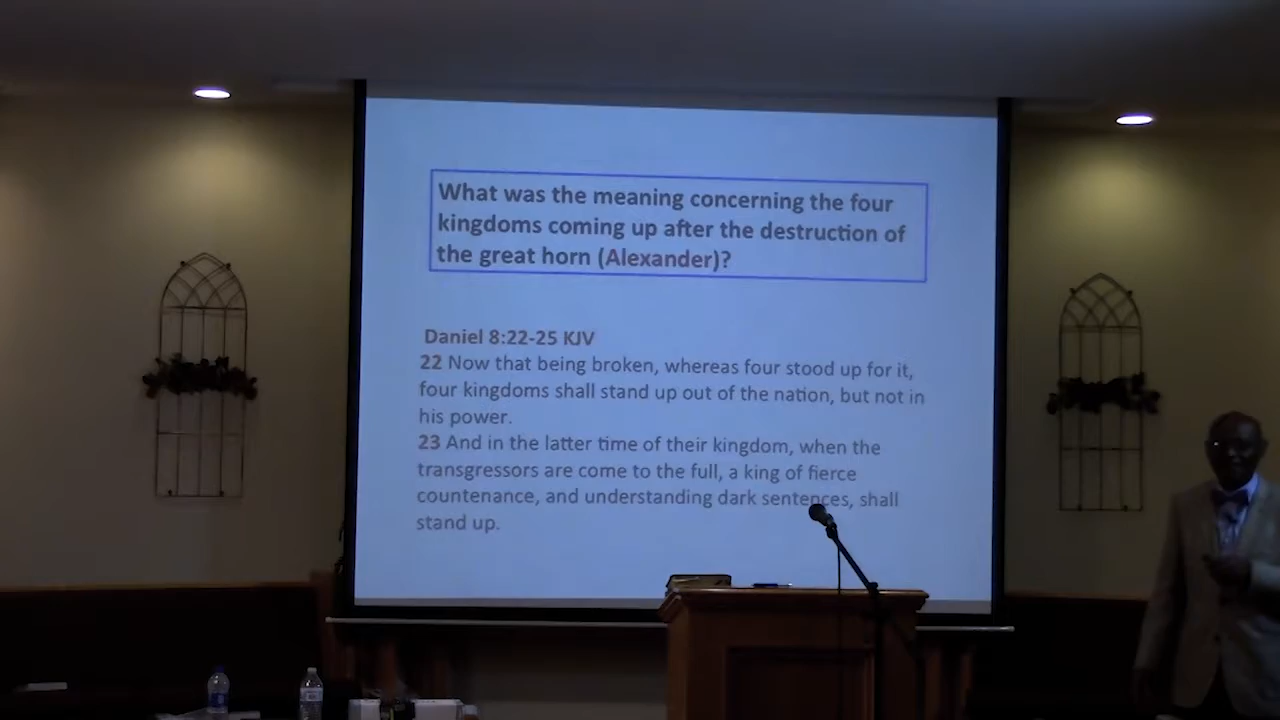 What was the meaning concerning the four
kingdoms coming up after the destruction of
the great horn (Alexander)?
Daniel 8:22-25 KJV
22 Now that being broken, whereas four stood up for it,
four kingdoms shall stand up out of the nation, but not in
his power.
23 And in the latter time of their kingdom, when the
transgressors are come to the full, a king of fierce
countenance, and understanding dark sentences, shall
stand up.